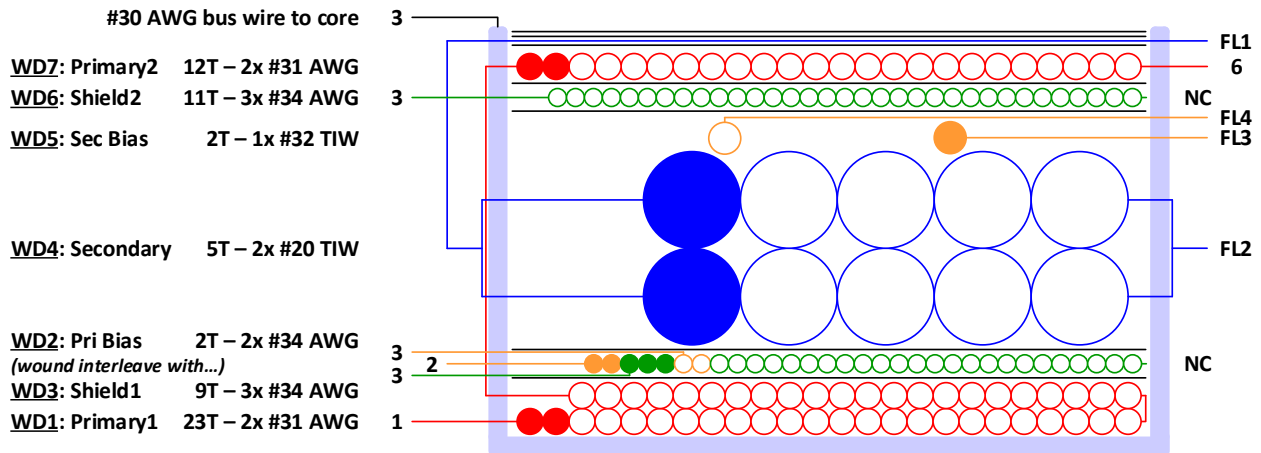 #30 AWG bus wire to core 3
FL1
WD7: Primary2 12T – 2x #31 AWG 6
WD6: Shield2 11T – 3x #34 AWG 3 NC
FL4
WD5: Sec Bias 2T – 1x #32 TIW FL3
WD4: Secondary 5T – 2x #20 TIW FL2
WD2: Pri Bias 2T – 2x #34 AWG 3
(wound interleave with...) 2 NC
3
WD3: Shield1 9T – 3x #34 AWG
WD1: Primary1 23T – 2x #31 AWG 1